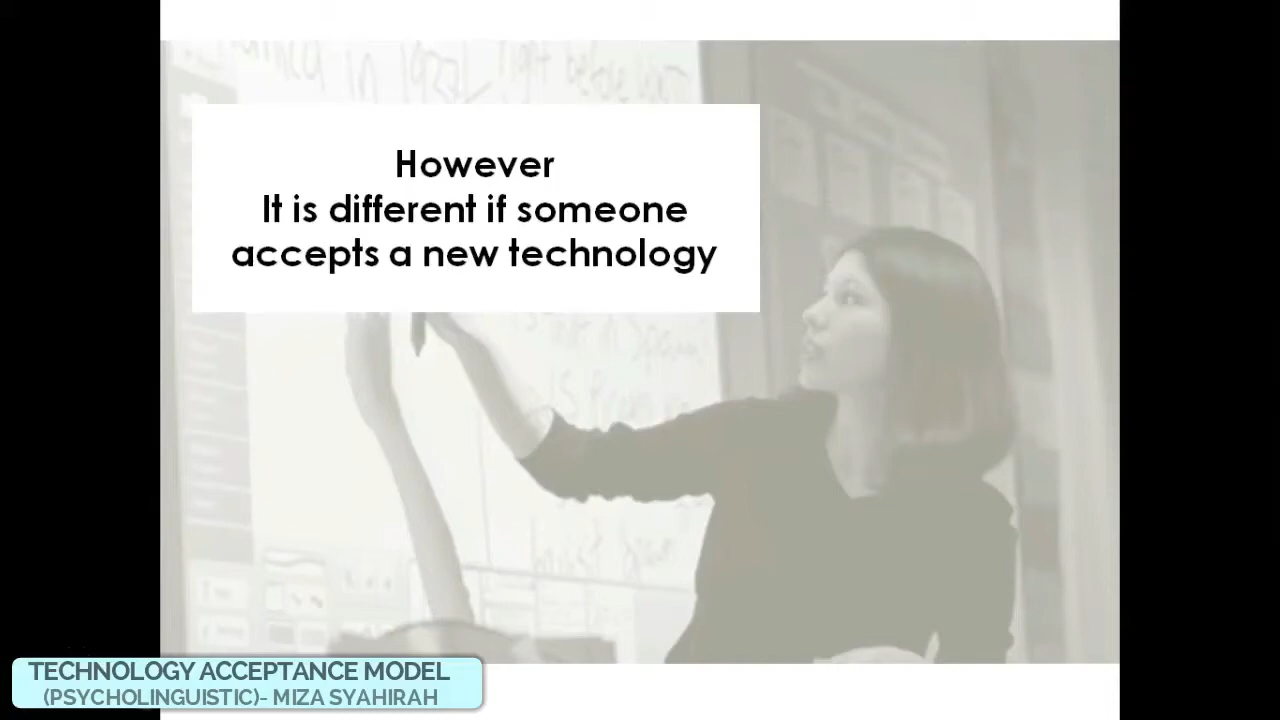 However
It is different if someone
accepts a new technology
TECHNOLOGY ACCEPTANCE MODEL
(PSYCHOLINGUISTIC)- MIZA SYAHIRAH